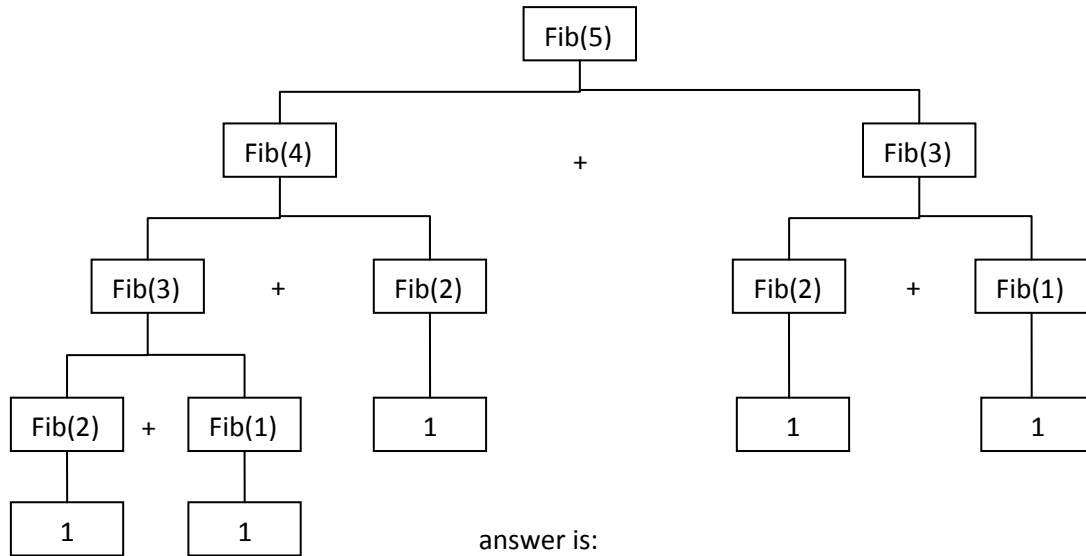 Fib(5)
Fib(4) + Fib(3)
Fib(3) + Fib(2) Fib(2) + Fib(1)
Fib(2) + Fib(1) 1 1 1
1 1
answer is: